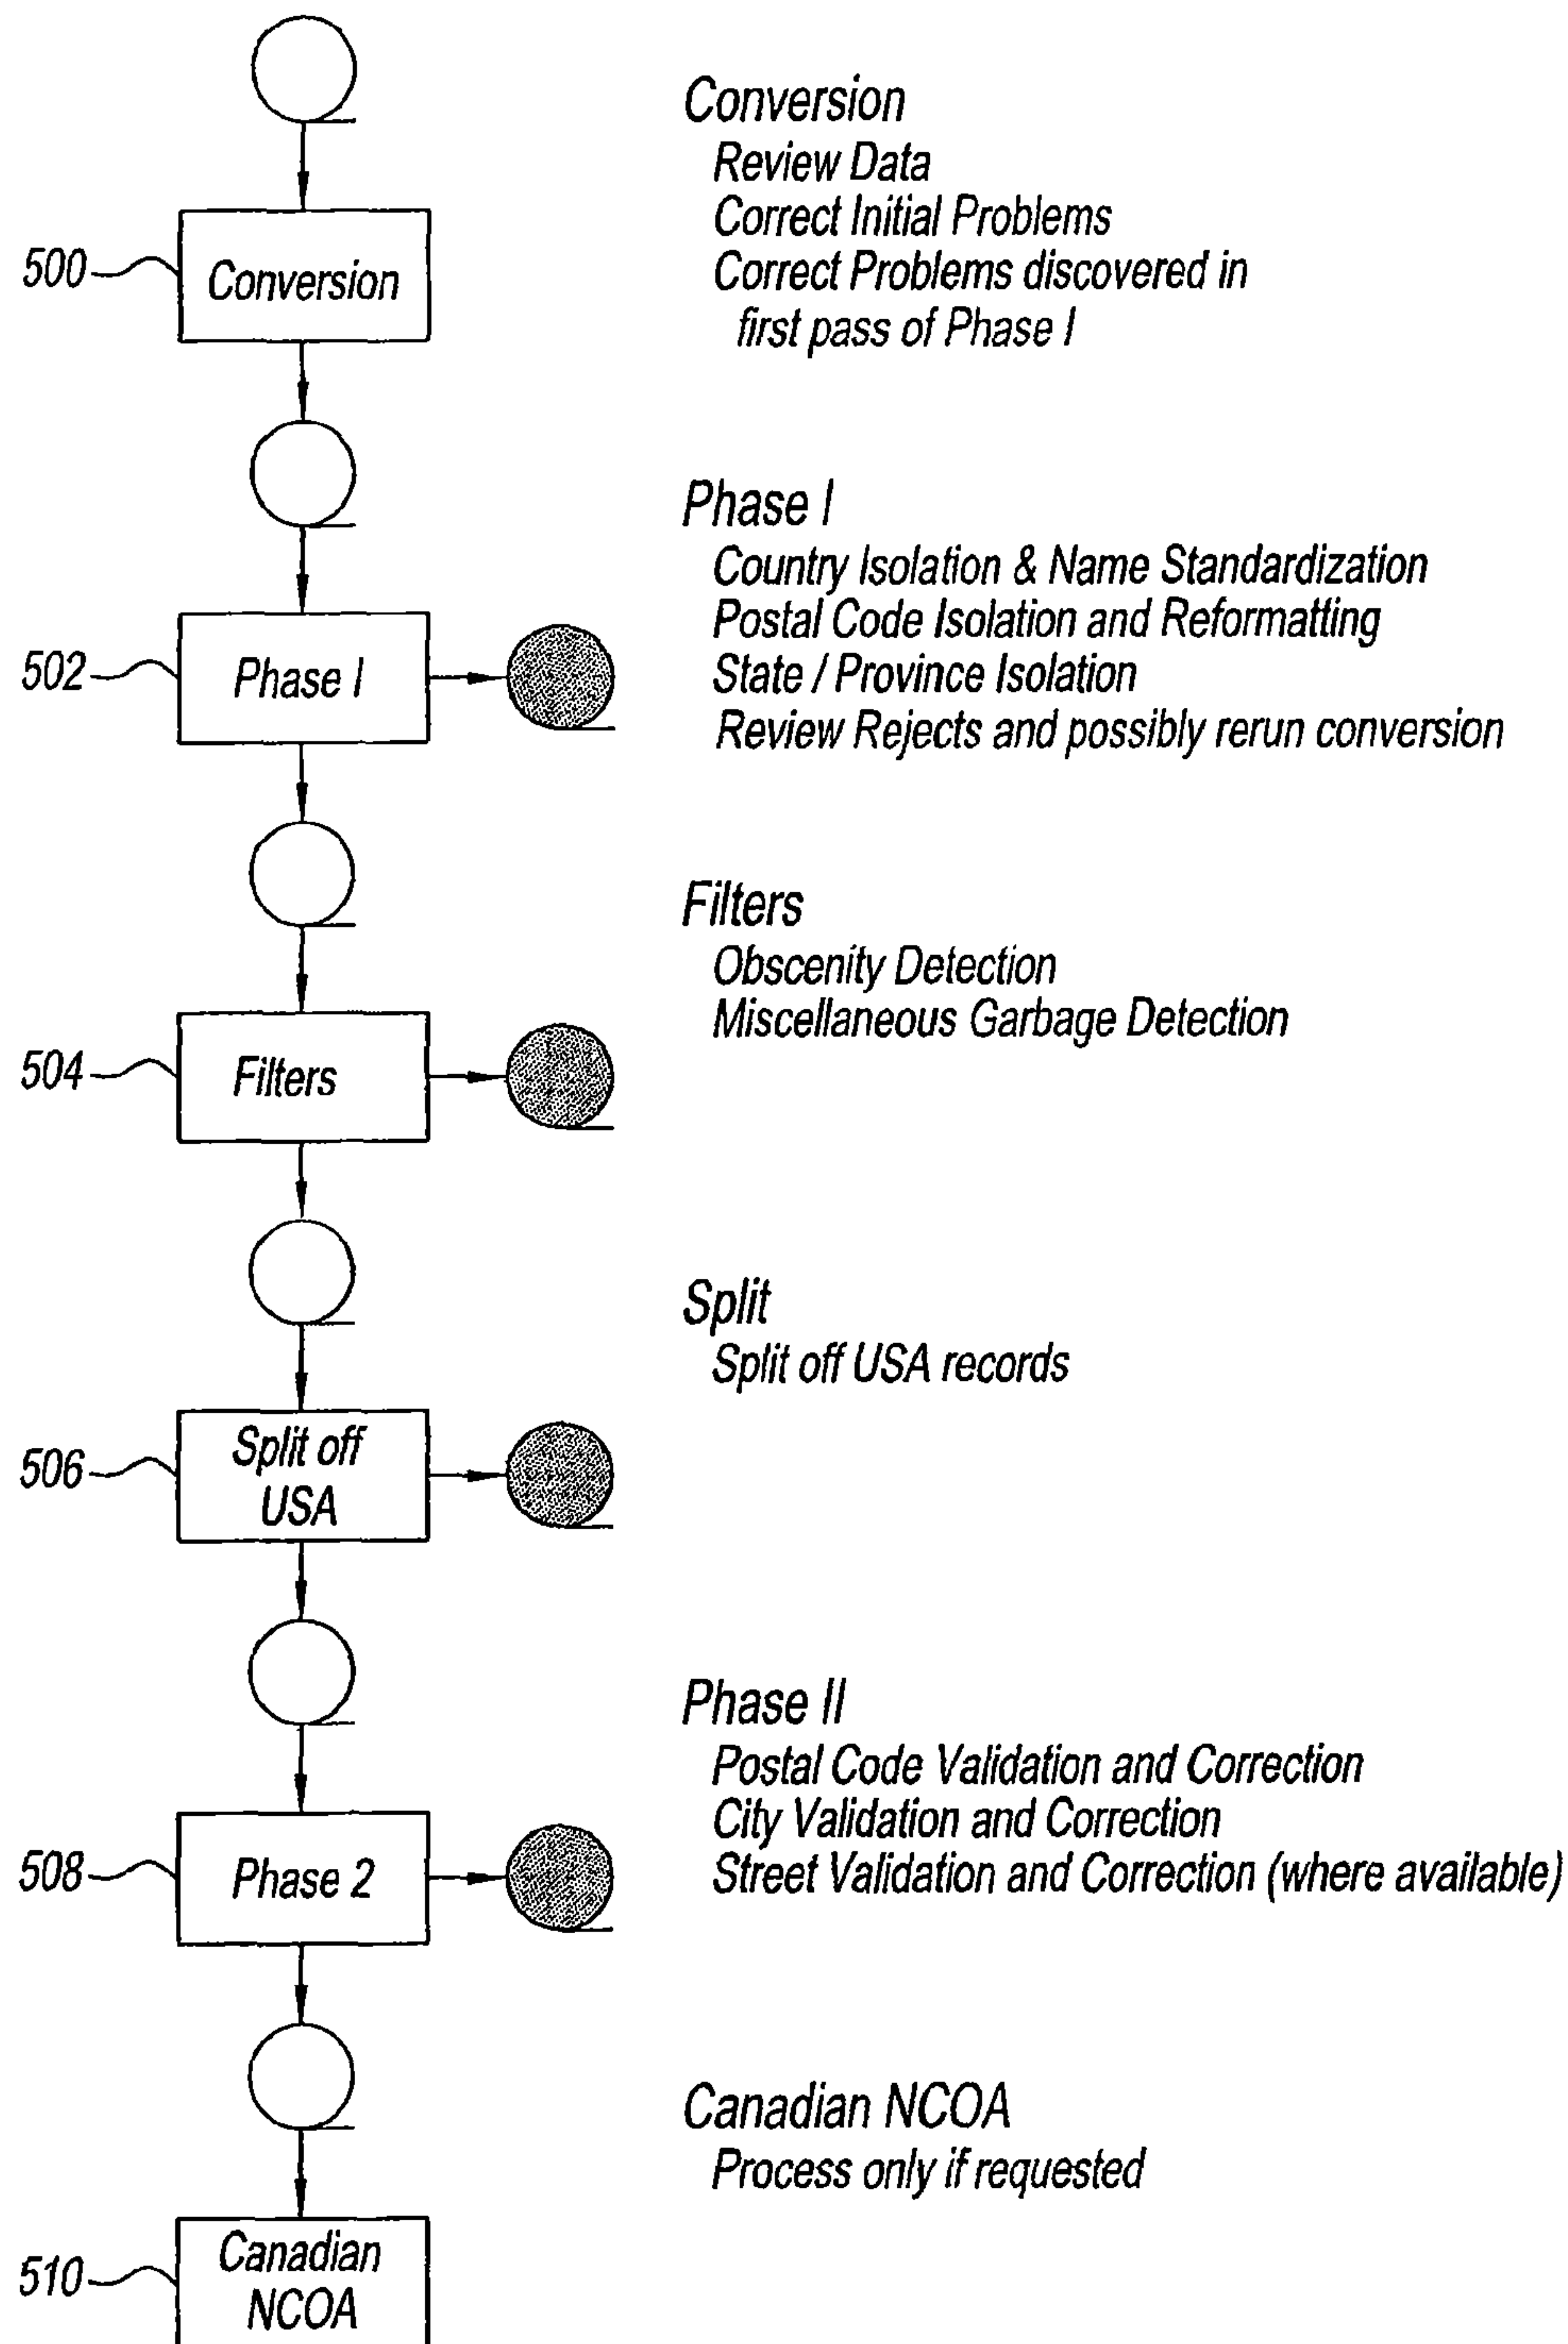 Conversion
Review Data
Correct Initial Problems
Correct Problems discovered in
first pass of Phase I
500
Conversion
Phase I
Country Isolation & Name Standardization
Postal Code Isolation and Reformatting
State / Province Isolation
Review Rejects and possibly rerun conversion
502
Phase I
Filters
Obscenity Detection
Miscellaneous Garbage Detection
504
Filters
Split
Split off USA records
506
Split off
USA
Phase II
Postal Code Validation and Correction
City Validation and Correction
Street Validation and Correction (where available)
508
Phase 2
Canadian NCOA
Process only if requested
510
Canadian
NCOA